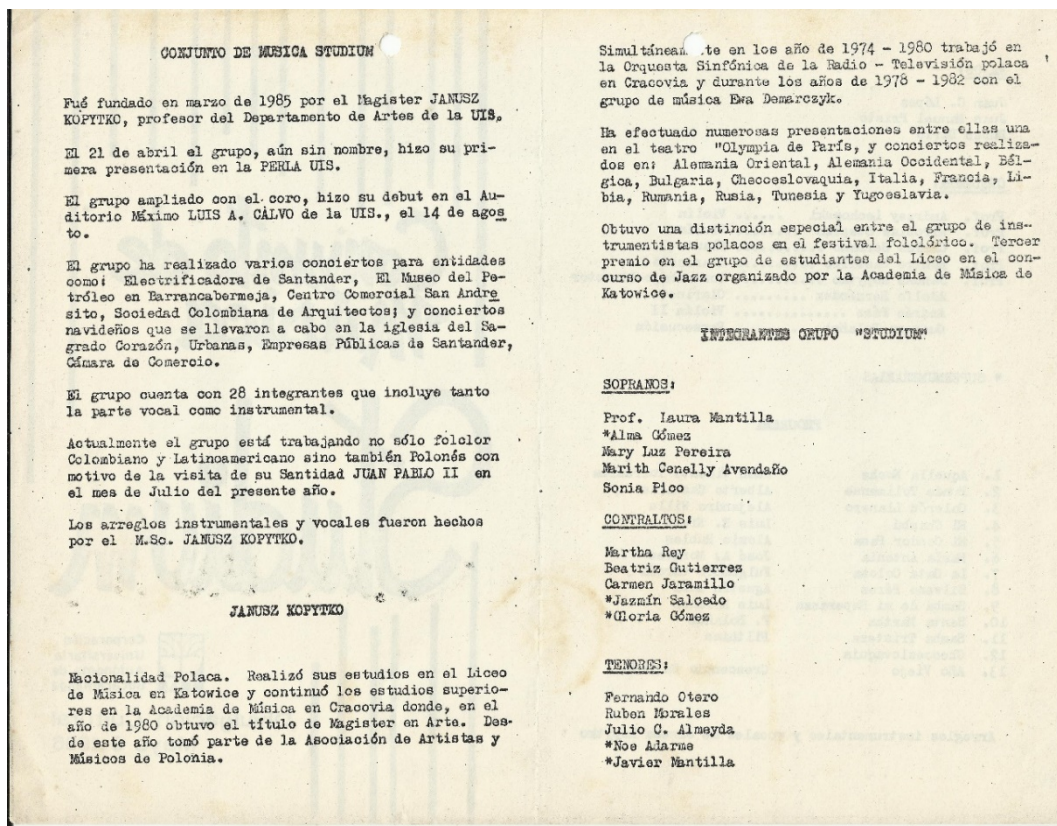 CONJUNTO DE MUSICA STUDIUM
Fué fundado en marzo de 1985 por el Magister JANUSZ
KOPYTKO, profesor del Departamento de Artes de la UIS.
El 21 de abril el grupo, aún sin nombre, hizo su pri-
mera presentación en la PERLA UIS.
El grupo ampliado con el coro, hizo su debut en el Au-
ditorio Máximo LUIS A. CALVO de la UIS., el 14 de agos
to.
El grupo ha realizado varios conciertos para entidades
como: Electrificadora de Santander, El Museo del Pe-
tróleo en Barrancabermeja, Centro Comercial San Andre
sito, Sociedad Colombiana de Arquitectos; y conciertos
navideños que se llevaron a cabo en la iglesia del Sa-
grado Corazón, Urbanas, Empresas Públicas de Santander,
Cámara de Comercio.
El grupo cuenta con 28 integrantes que incluye tanto
la parte vocal como instrumental.
Actualmente el grupo está trabajando no sólo folclor
Colombiano y Latinoamericano sino también Polonés con
motivo de la visita de su Santidad JUAN PABLO II en
el mes de Julio del presente año.
Los arreglos instrumentales y vocales fueron hechos
por el M.Sc. JANUSZ KOPYTKO.
JANUSZ KOPYTKO
Nacionalidad Polaca. Realizó sus estudios en el Liceo
de Música en Katowice y continuó los estudios superio-
res en la Academia de Música en Cracovia donde, en el
año de 1980 obtuvo el título de Magister en Arte. Des-
de este año tomó parte de la Asociación de Artistas y
Músicos de Polonia.
Simultáneam te en los año de 1974 - 1980 trabajó en
la Orquesta Sinfónica de la Radio - Televisión polaca
en Cracovia y durante los años de 1978 - 1982 con el
grupo de música Ewa Demarczyk.
Ha efectuado numerosas presentaciones entre ellas una
en el teatro "Olympia de París, y conciertos realiza-
dos en: Alemania Oriental, Alemania Occidental, Bél-
gica, Bulgaria, Checoeslovaquia, Italia, Francia, Li-
bia, Rumania, Rusia, Tunesia y Yugoeslavia.
Obtuvo una distinción especial entre el grupo de ins-
trumentistas polacos en el festival folclórico. Tercer
premio en el grupo de estudiantes del Liceo en el con-
curso de Jazz organizado por la Academia de Música de
Katowice.
INTEGRANTES GRUPO "STUDIUM"
SOPRANOS:
Prof. Laura Mantilla
*Alma Gómez
Mary Luz Pereira
Marith Cenelly Avendaño
Sonia Pico
CONTRALTOS:
Martha Rey
Beatriz Gutierres
Carmen Jaramillo
*Jazmín Salcedo
*Gloria Gómez
TENORES:
Fernando Otero
Ruben Morales
Julio C. Almeyda
*Noe Adarme
*Javier Mantilla